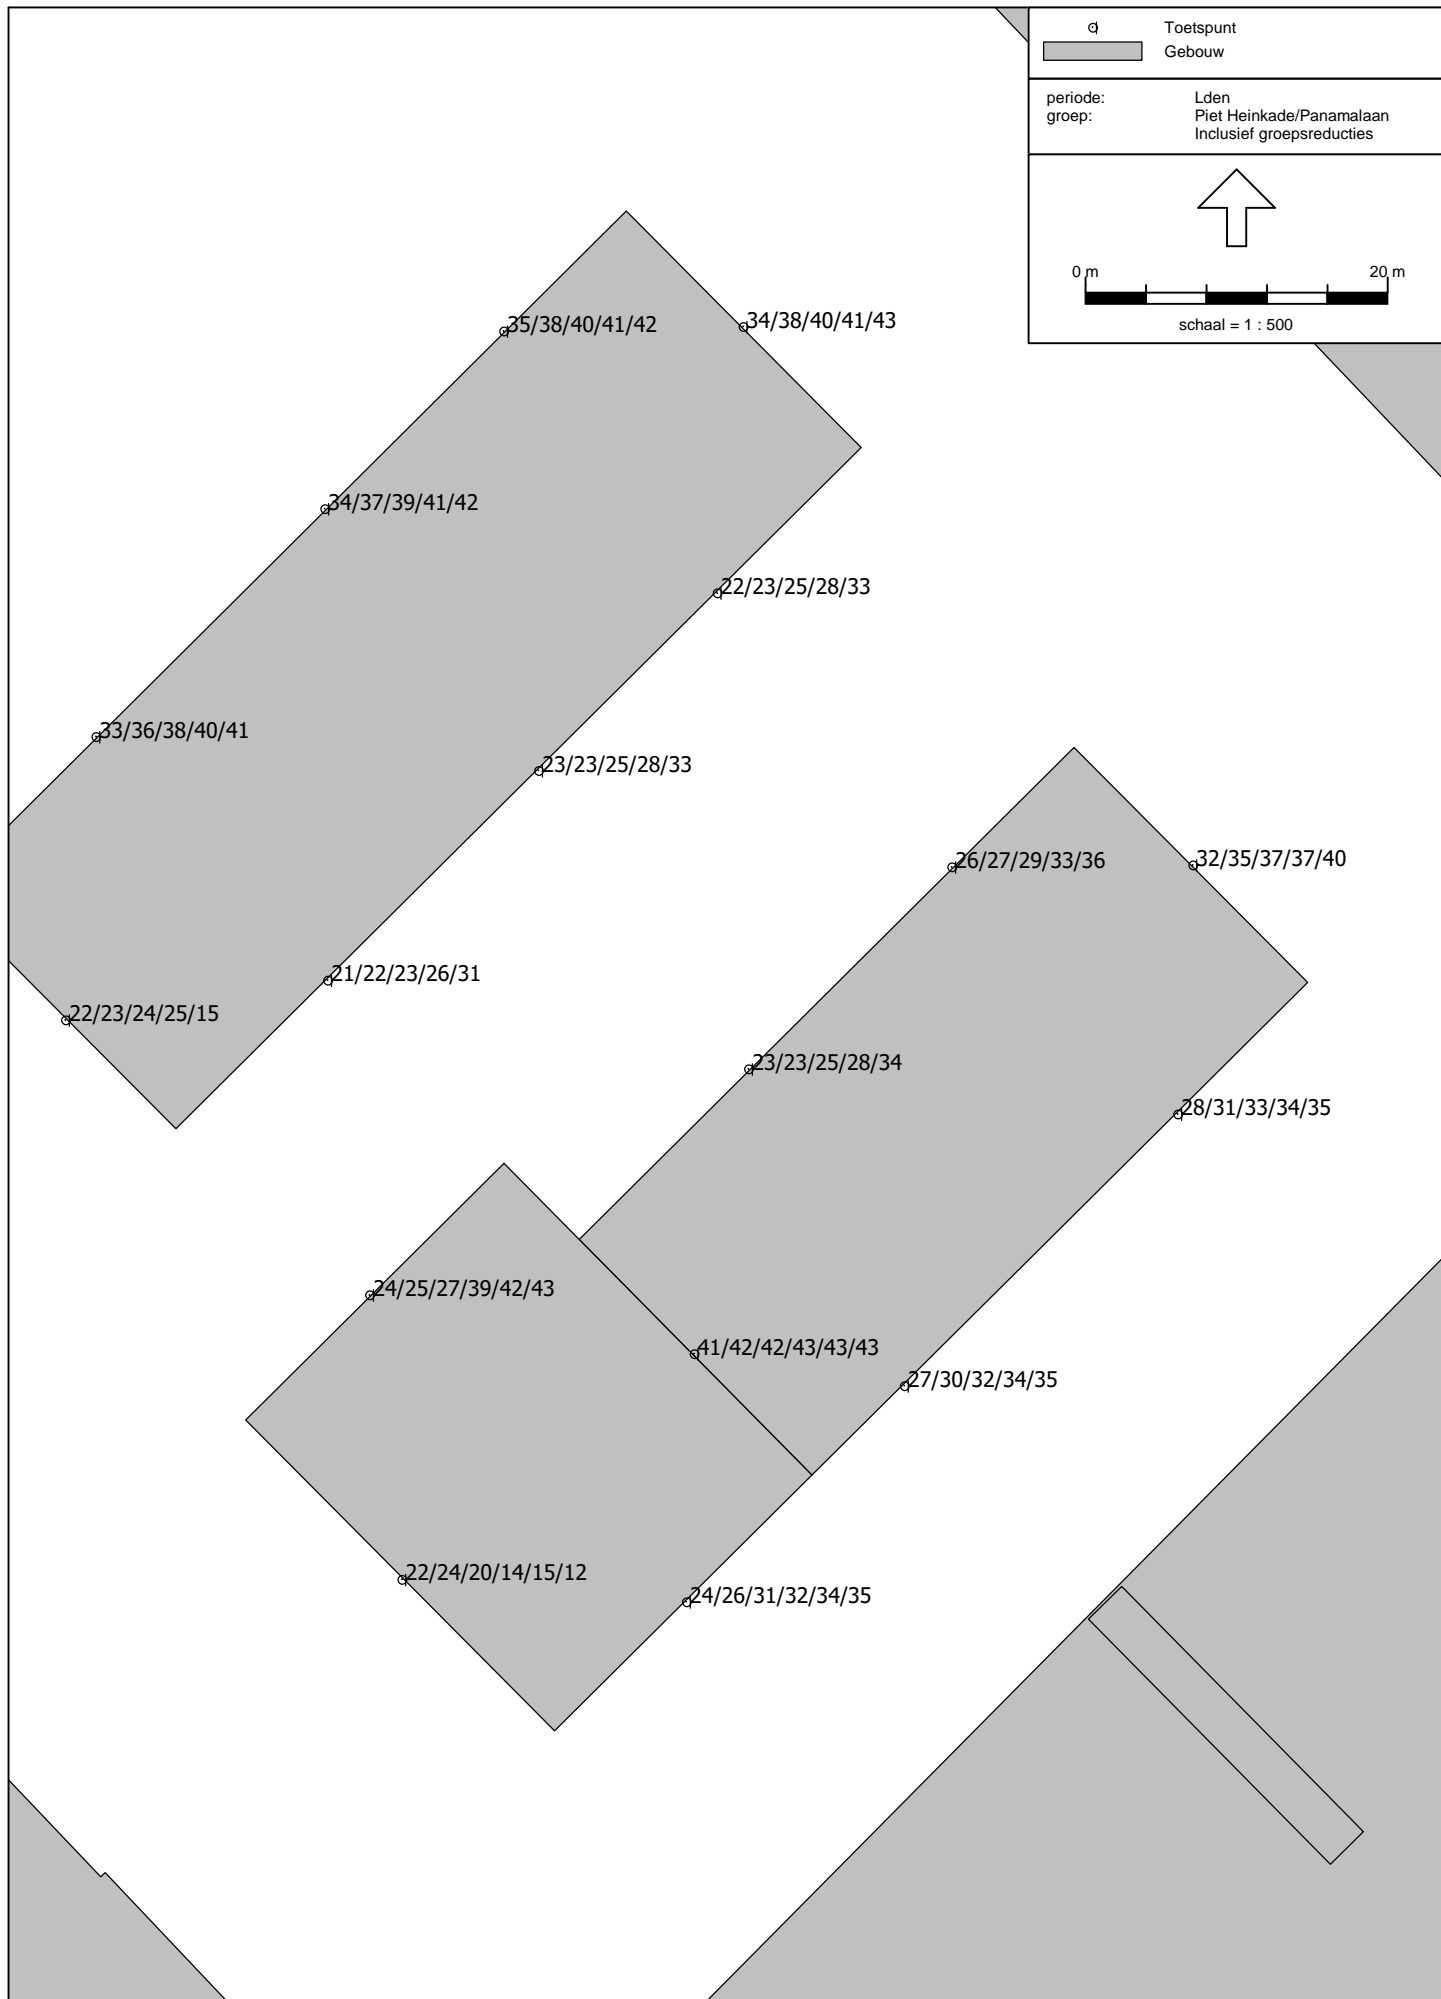 Toetspunt
Gebouw
periode: Lden
groep: Piet Heinkade/Panamalaan
Inclusief groepsreducties
0 m 20 m
schaal = 1 : 500
35/38/40/41/42
34/38/40/41/43
34/37/39/41/42
22/23/25/28/33
33/36/38/40/41
23/23/25/28/33
26/27/29/33/36
32/35/37/37/40
21/22/23/26/31
22/23/24/25/15
23/23/25/28/34
28/31/33/34/35
24/25/27/39/42/43
41/42/42/43/43/43
27/30/32/34/35
22/24/20/14/15/12
24/26/31/32/34/35